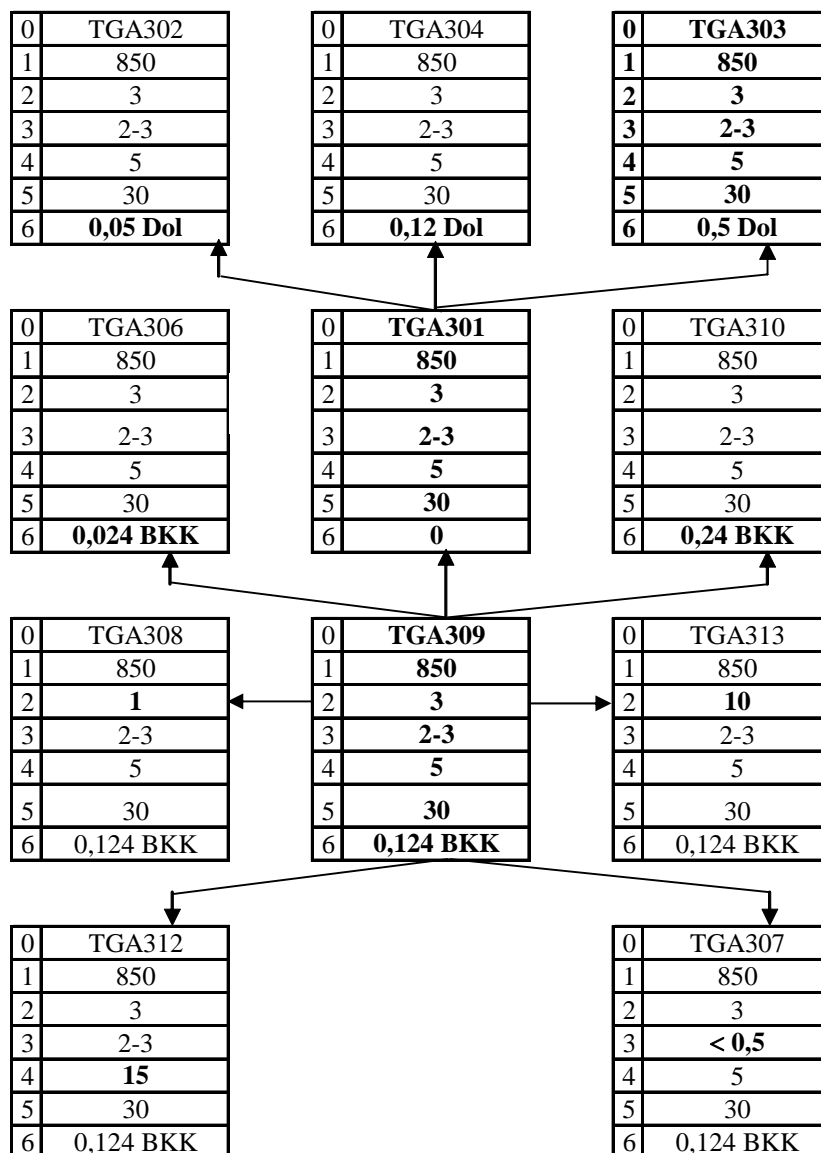 0 TGA302
1 850
2 3
3 2-3
4 5
5 30
6 0,05 Dol
0 TGA304
1 850
2 3
3 2-3
4 5
5 30
6 0,12 Dol
0 TGA303
1 850
2 3
3 2-3
4 5
5 30
6 0,5 Dol
0 TGA306
1 850
2 3
3 2-3
4 5
5 30
6 0,024 BKK
0 TGA301
1 850
2 3
3 2-3
4 5
5 30
6 0
0 TGA310
1 850
2 3
3 2-3
4 5
5 30
6 0,24 BKK
0 TGA308
1 850
2 1
3 2-3
4 5
5 30
6 0,124 BKK
0 TGA309
1 850
2 3
3 2-3
4 5
5 30
6 0,124 BKK
0 TGA313
1 850
2 10
3 2-3
4 5
5 30
6 0,124 BKK
0 TGA312
1 850
2 3
3 2-3
4 15
5 30
6 0,124 BKK
0 TGA307
1 850
2 3
3 < 0,5
4 5
5 30
6 0,124 BKK